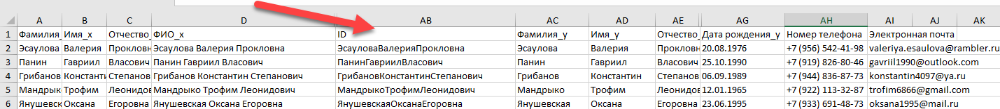 A B C D AB AC AD AE AG AH AI AJ AK
1 Фамилия_ Имя_x Отчество_ ФИО_x ID Фамилия_y Имя_y Отчество_ Дата рождения_y Номер телефона Электронная почта
2 Эсаулова Валерия Прокловн Эсаулова Валерия Прокловна ЭсауловаВалерияПрокловна Эсаулова Валерия Прокловн 20.08.1976 +7 (956) 542-41-98 valeriya.esaulova@rambler.ru
3 Панин Гавриил Власович Панин Гавриил Власович ПанинГавриилВласович Панин Гавриил Власович 25.10.1990 +7 (919) 826-80-46 gavriil1990@outlook.com
4 Грибанов Константи Степанов Грибанов Константин Степанович ГрибановКонстантинСтепанович Грибанов Константин Степанов 06.09.1989 +7 (944) 836-87-73 konstantin4097@ya.ru
5 Мандрыко Трофим Леонидов Мандрыко Трофим Леонидович МандрыкоТрофимЛеонидович Мандрыко Трофим Леонидов 12.01.1965 +7 (922) 113-32-87 trofim6866@gmail.com
6 Янушевск Оксана Егоровна Янушевская Оксана Егоровна ЯнушевскаяОксанаЕгоровна Янушевская Оксана Егоровна 23.06.1995 +7 (933) 691-48-73 oksana1995@mail.ru